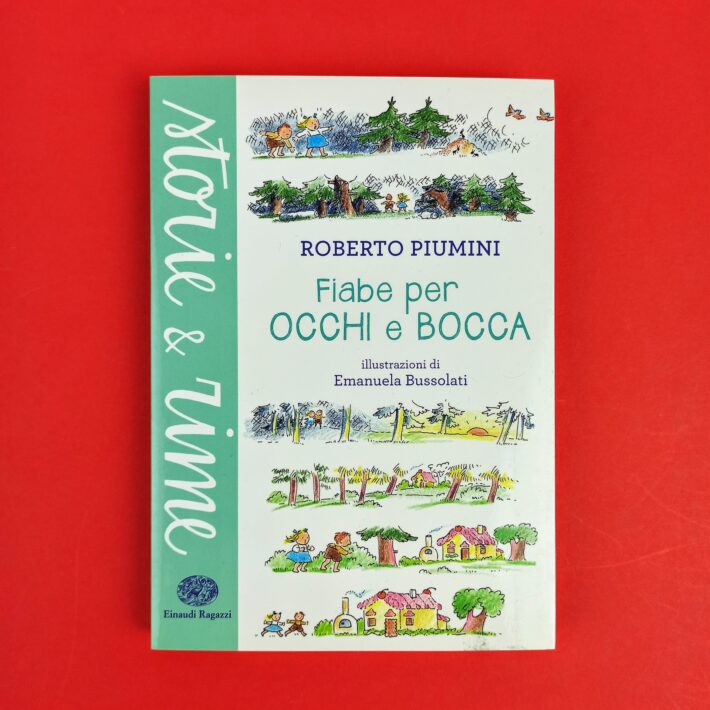 storie & rime
ROBERTO PIUMINI
Fiabe per
OCCHI e BOCCA
illustrazioni di
Emanuela Bussolati
Einaudi Ragazzi